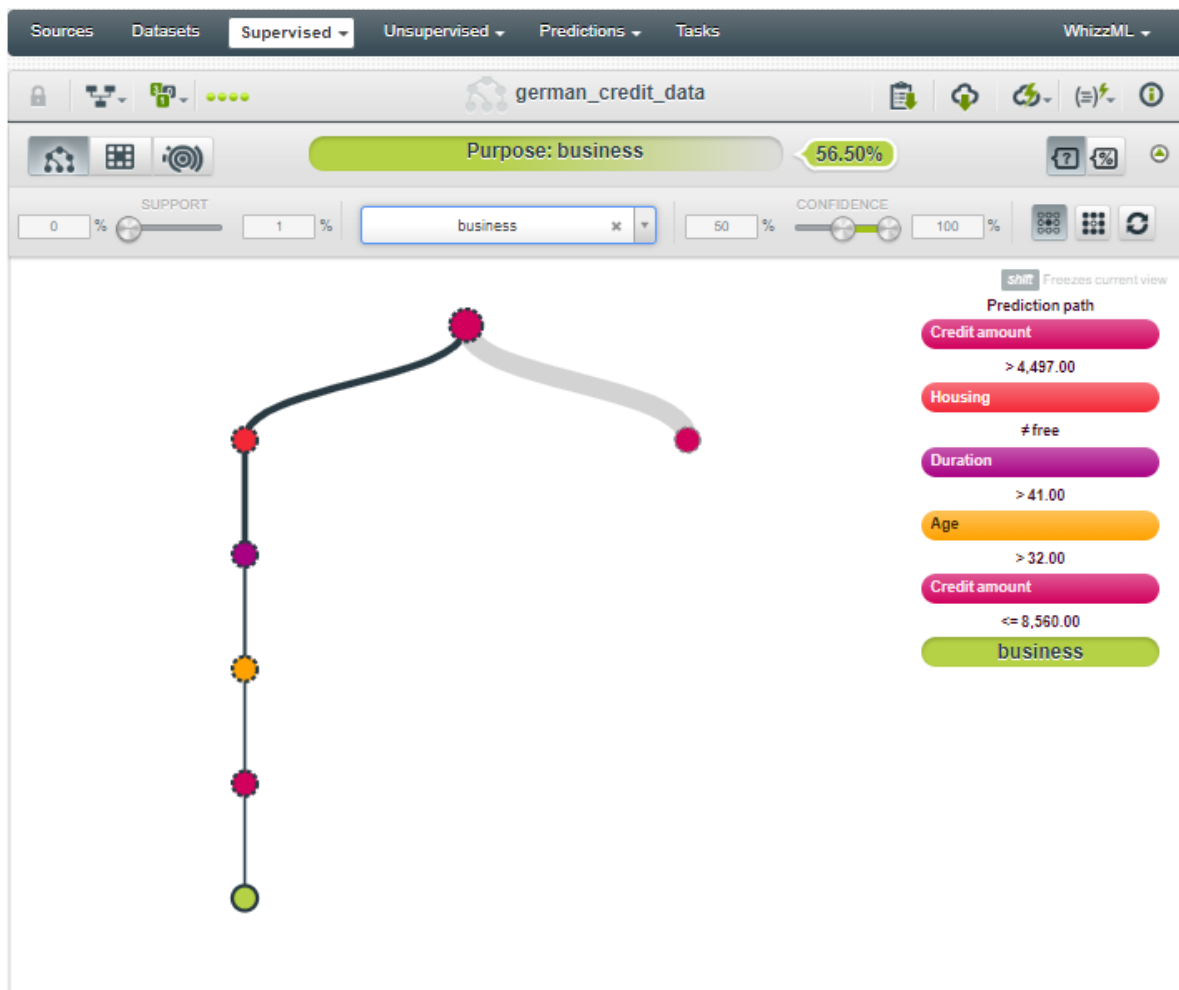 Sources Datasets Supervised Unsupervised Predictions Tasks WhizzML
german_credit_data
Purpose: business 56.50%
SUPPORT CONFIDENCE
0 % 1 % business × 50 % 100 %
shift Freezes current view
Prediction path
Credit amount
> 4,497.00
Housing
≠ free
Duration
> 41.00
Age
> 32.00
Credit amount
<= 8,560.00
business